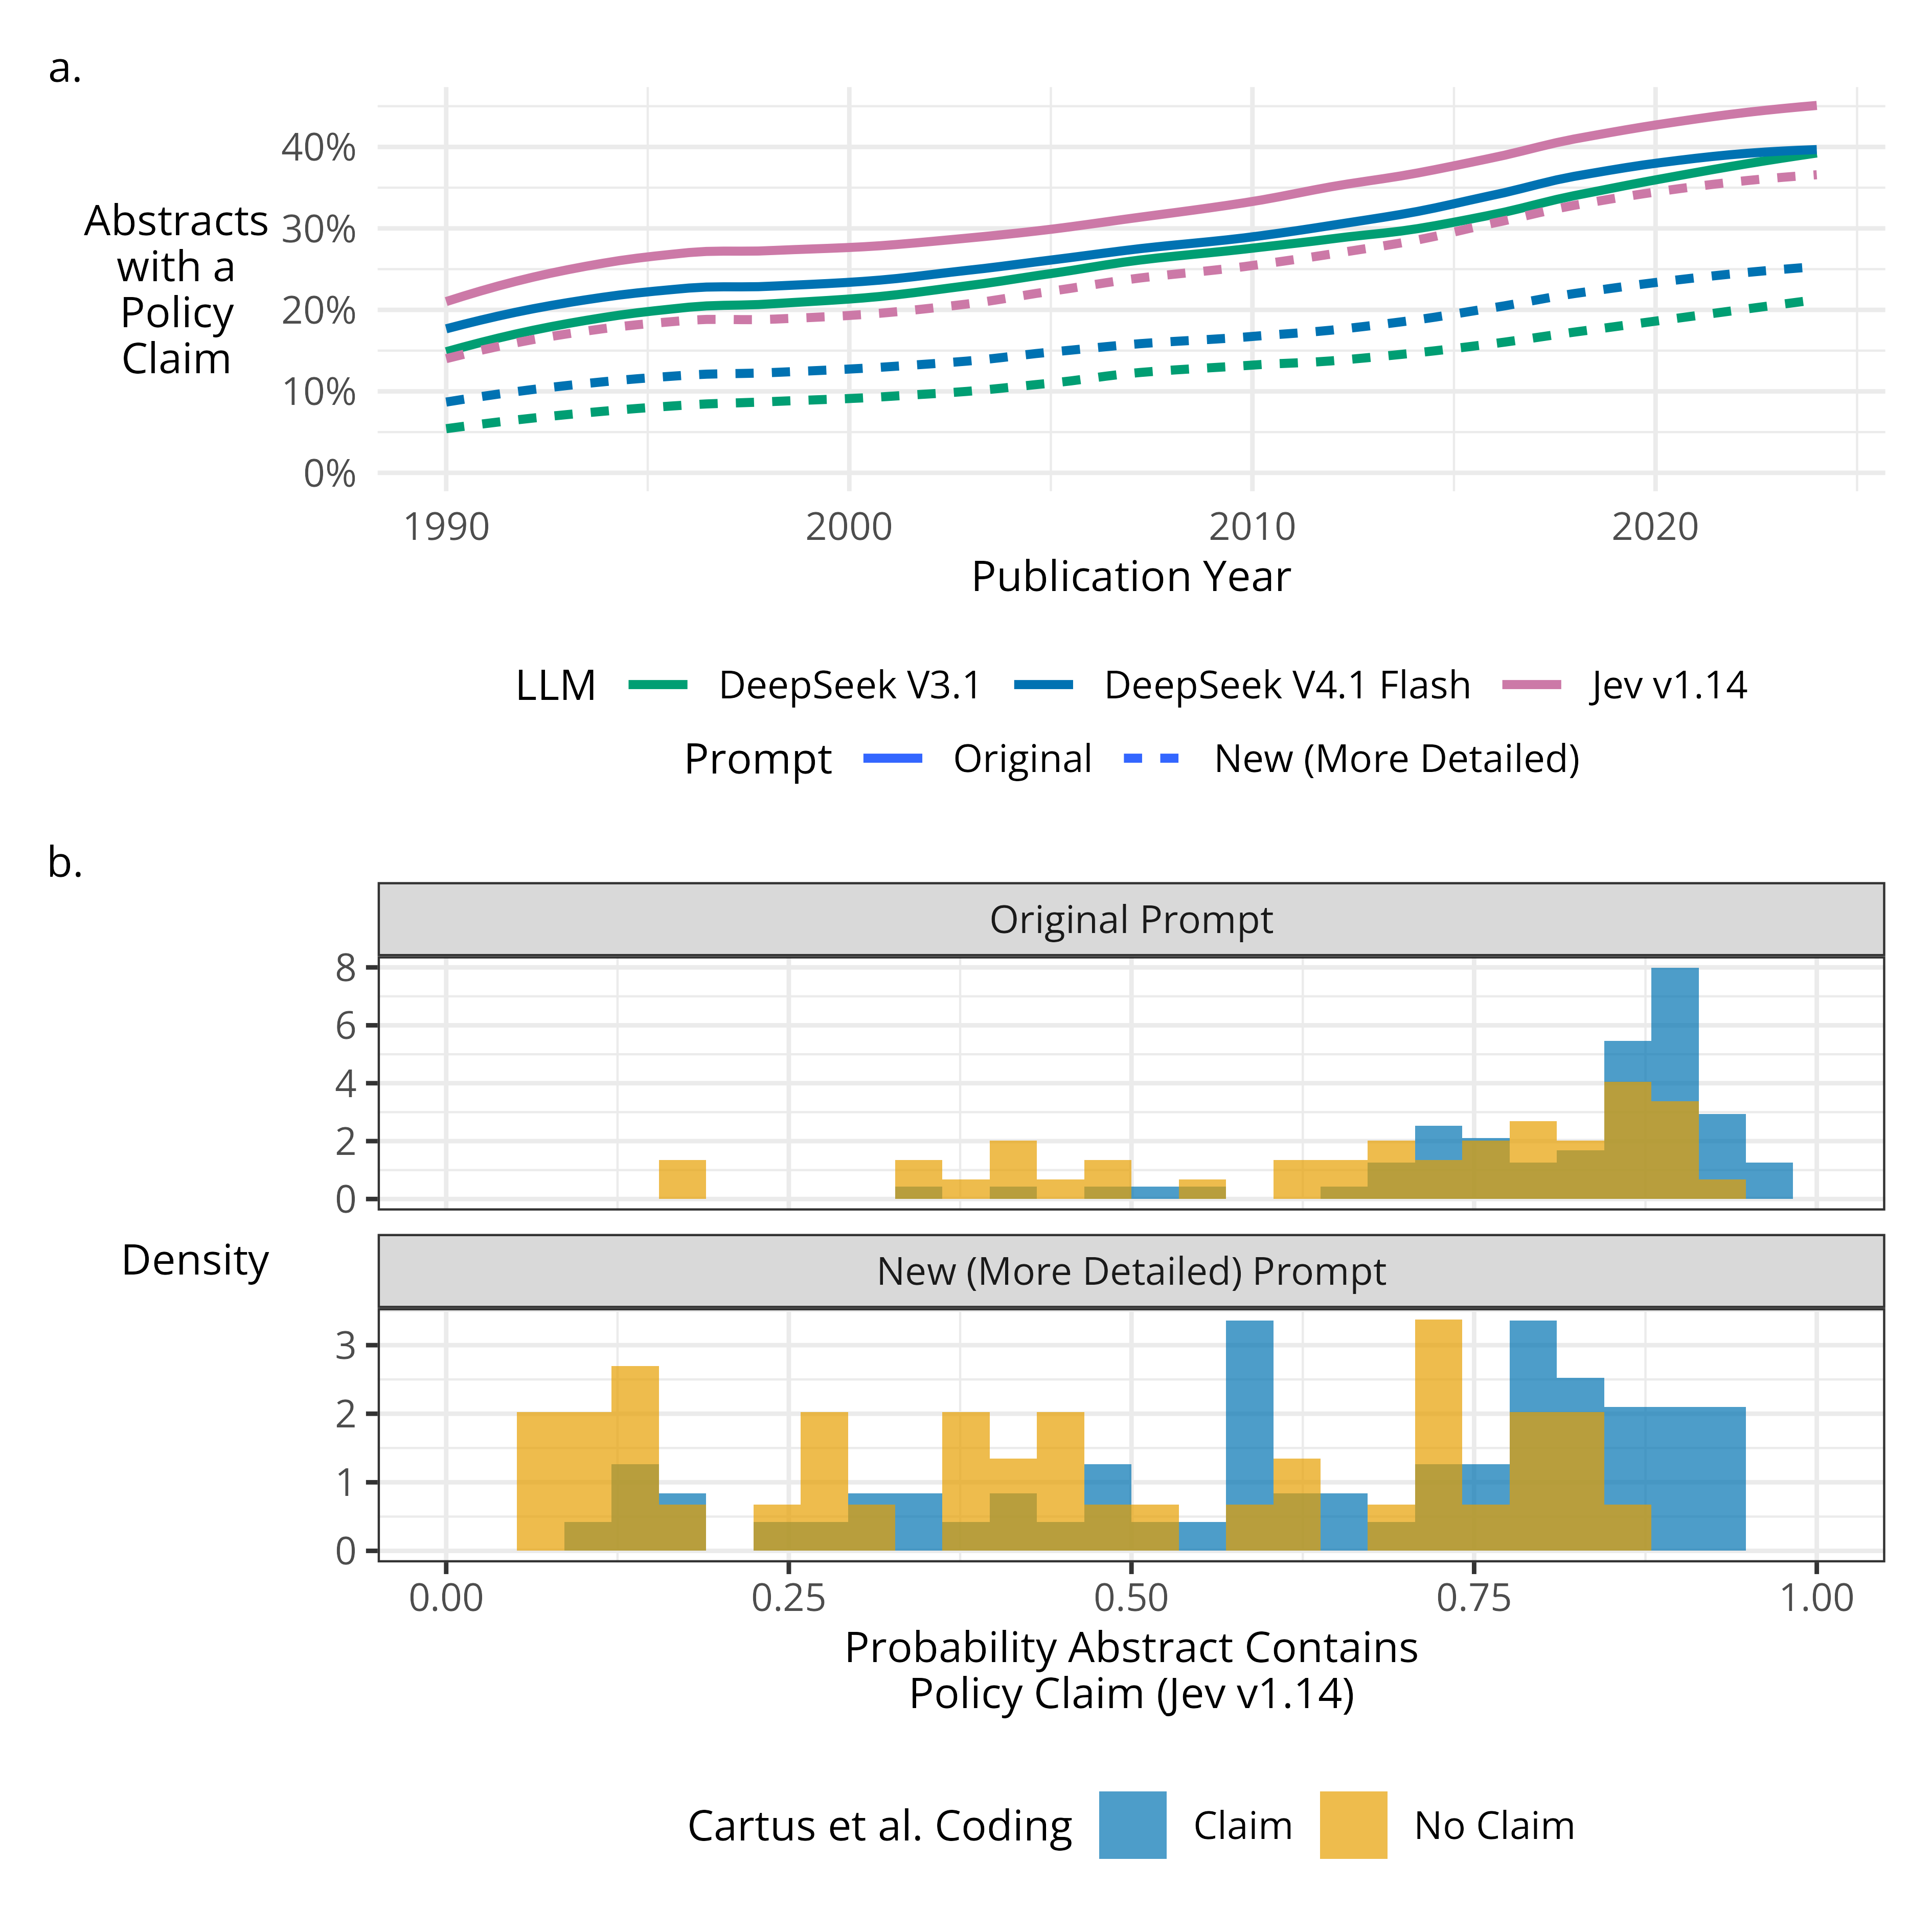 a.
Abstracts
with a
Policy
Claim
40%
30%
20%
10%
0%
1990 2000 2010 2020
Publication Year
LLM DeepSeek V3.1 DeepSeek V4.1 Flash Jev v1.14
Prompt Original New (More Detailed)
b.
Original Prompt
8
6
4
2
0
Density
New (More Detailed) Prompt
3
2
1
0
0.00 0.25 0.50 0.75 1.00
Probability Abstract Contains
Policy Claim (Jev v1.14)
Cartus et al. Coding Claim No Claim